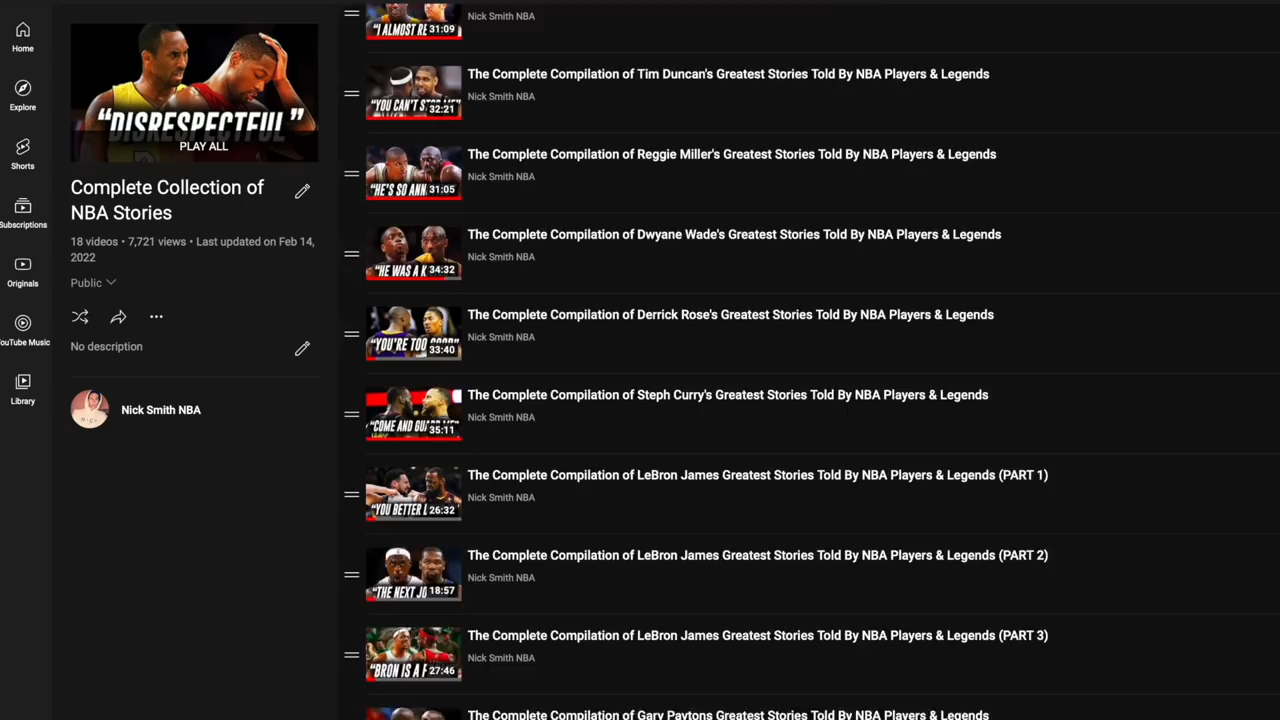 Home
Explore
Shorts
Subscriptions
Originals
YouTube Music
Library
"DISRESPECTFUL"
PLAY ALL
Complete Collection of
NBA Stories
18 videos • 7,721 views • Last updated on Feb 14,
2022
Public
No description
Nick Smith NBA
"I ALMOST RE
31:09
Nick Smith NBA
"YOU CAN'T
32:21
The Complete Compilation of Tim Duncan's Greatest Stories Told By NBA Players & Legends
Nick Smith NBA
"HE'S SO ANN
31:05
The Complete Compilation of Reggie Miller's Greatest Stories Told By NBA Players & Legends
Nick Smith NBA
"HE WAS A K
34:32
The Complete Compilation of Dwyane Wade's Greatest Stories Told By NBA Players & Legends
Nick Smith NBA
"YOU'RE TOO
33:40
The Complete Compilation of Derrick Rose's Greatest Stories Told By NBA Players & Legends
Nick Smith NBA
"COME AND
35:11
The Complete Compilation of Steph Curry's Greatest Stories Told By NBA Players & Legends
Nick Smith NBA
"YOU BETTER
26:32
The Complete Compilation of LeBron James Greatest Stories Told By NBA Players & Legends (PART 1)
Nick Smith NBA
"THE NEXT JO
18:57
The Complete Compilation of LeBron James Greatest Stories Told By NBA Players & Legends (PART 2)
Nick Smith NBA
"BRON IS A
27:46
The Complete Compilation of LeBron James Greatest Stories Told By NBA Players & Legends (PART 3)
Nick Smith NBA
The Complete Compilation of Gary Paytons Greatest Stories Told By NBA Players & Legends